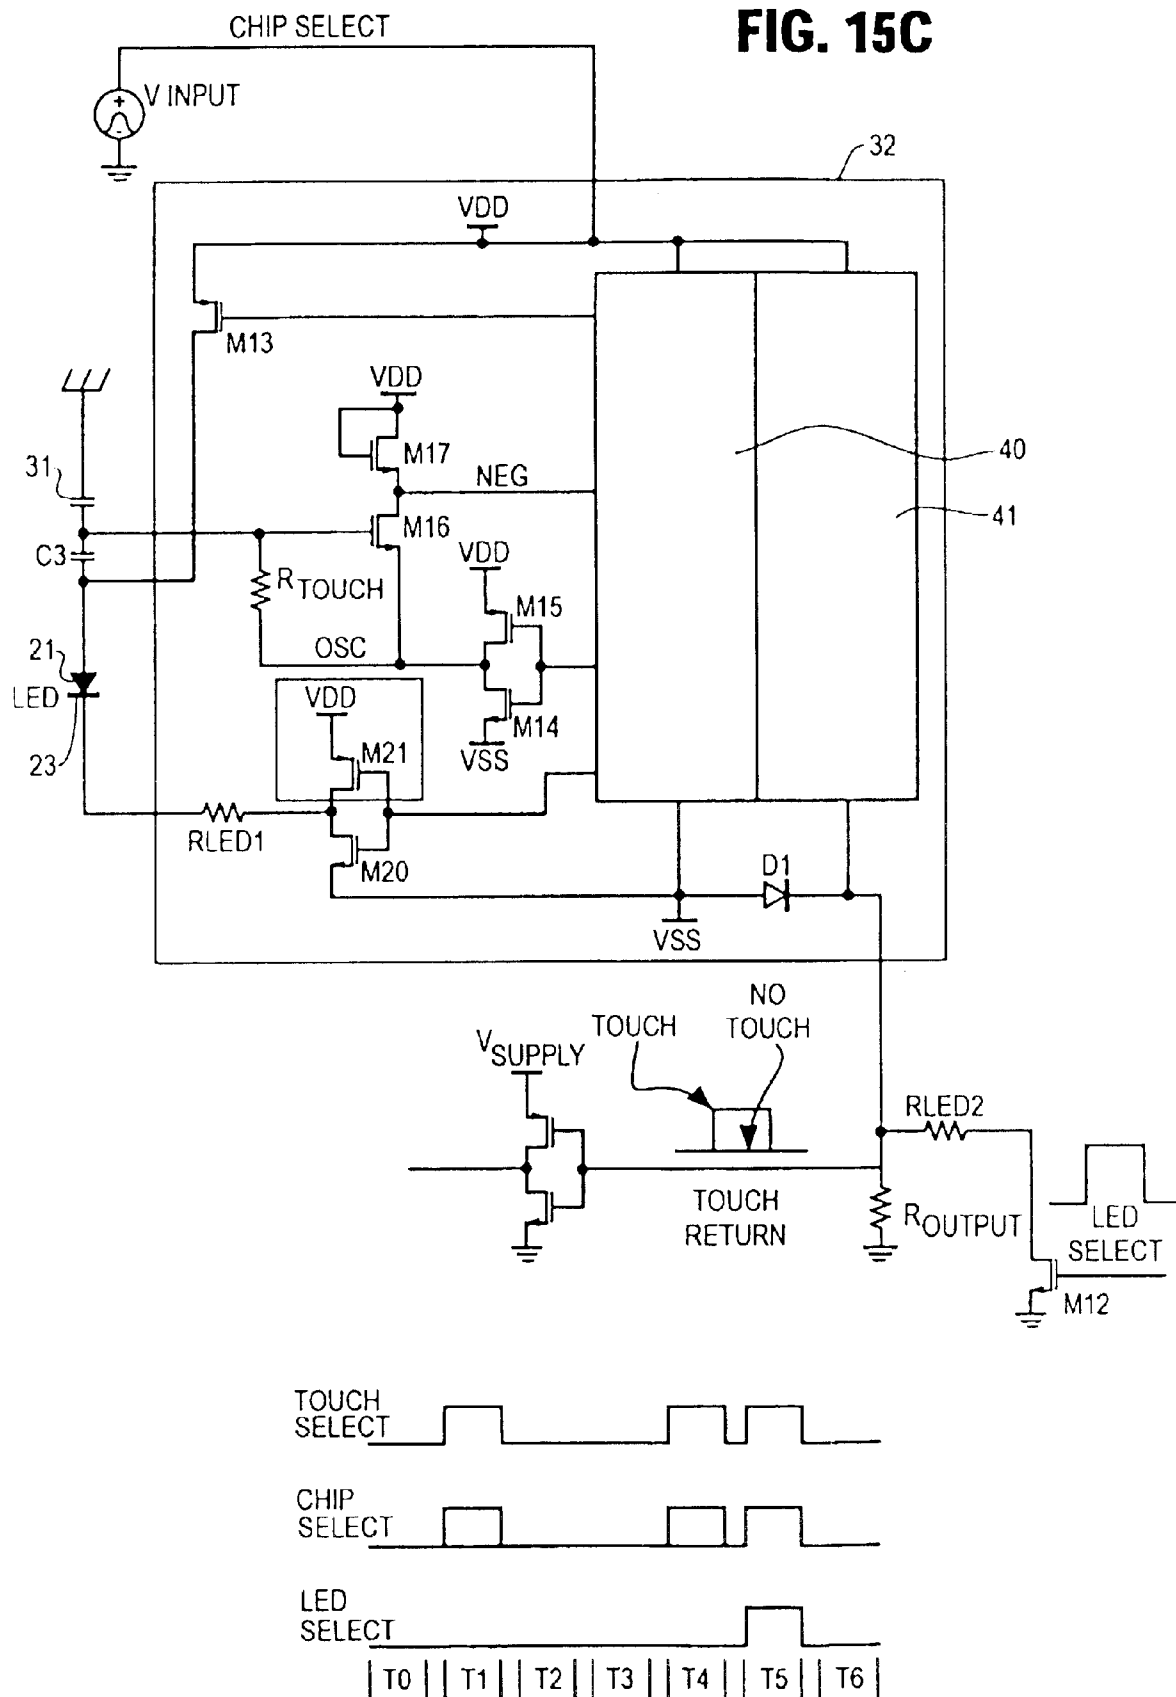 FIG. 15C
CHIP SELECT
V INPUT
32
VDD
M13
VDD
M17
NEG
40
31
M16
41
C3
VDD
RTOUCH
M15
OSC
21
LED
VDD
M14
M21
VSS
23
RLED1
M20
D1
VSS
NO
TOUCH
TOUCH
VSUPPLY
RLED2
TOUCH
RETURN
ROUTPUT
LED
SELECT
M12
TOUCH
SELECT
CHIP
SELECT
LED
SELECT
T0 T1 T2 T3 T4 T5 T6